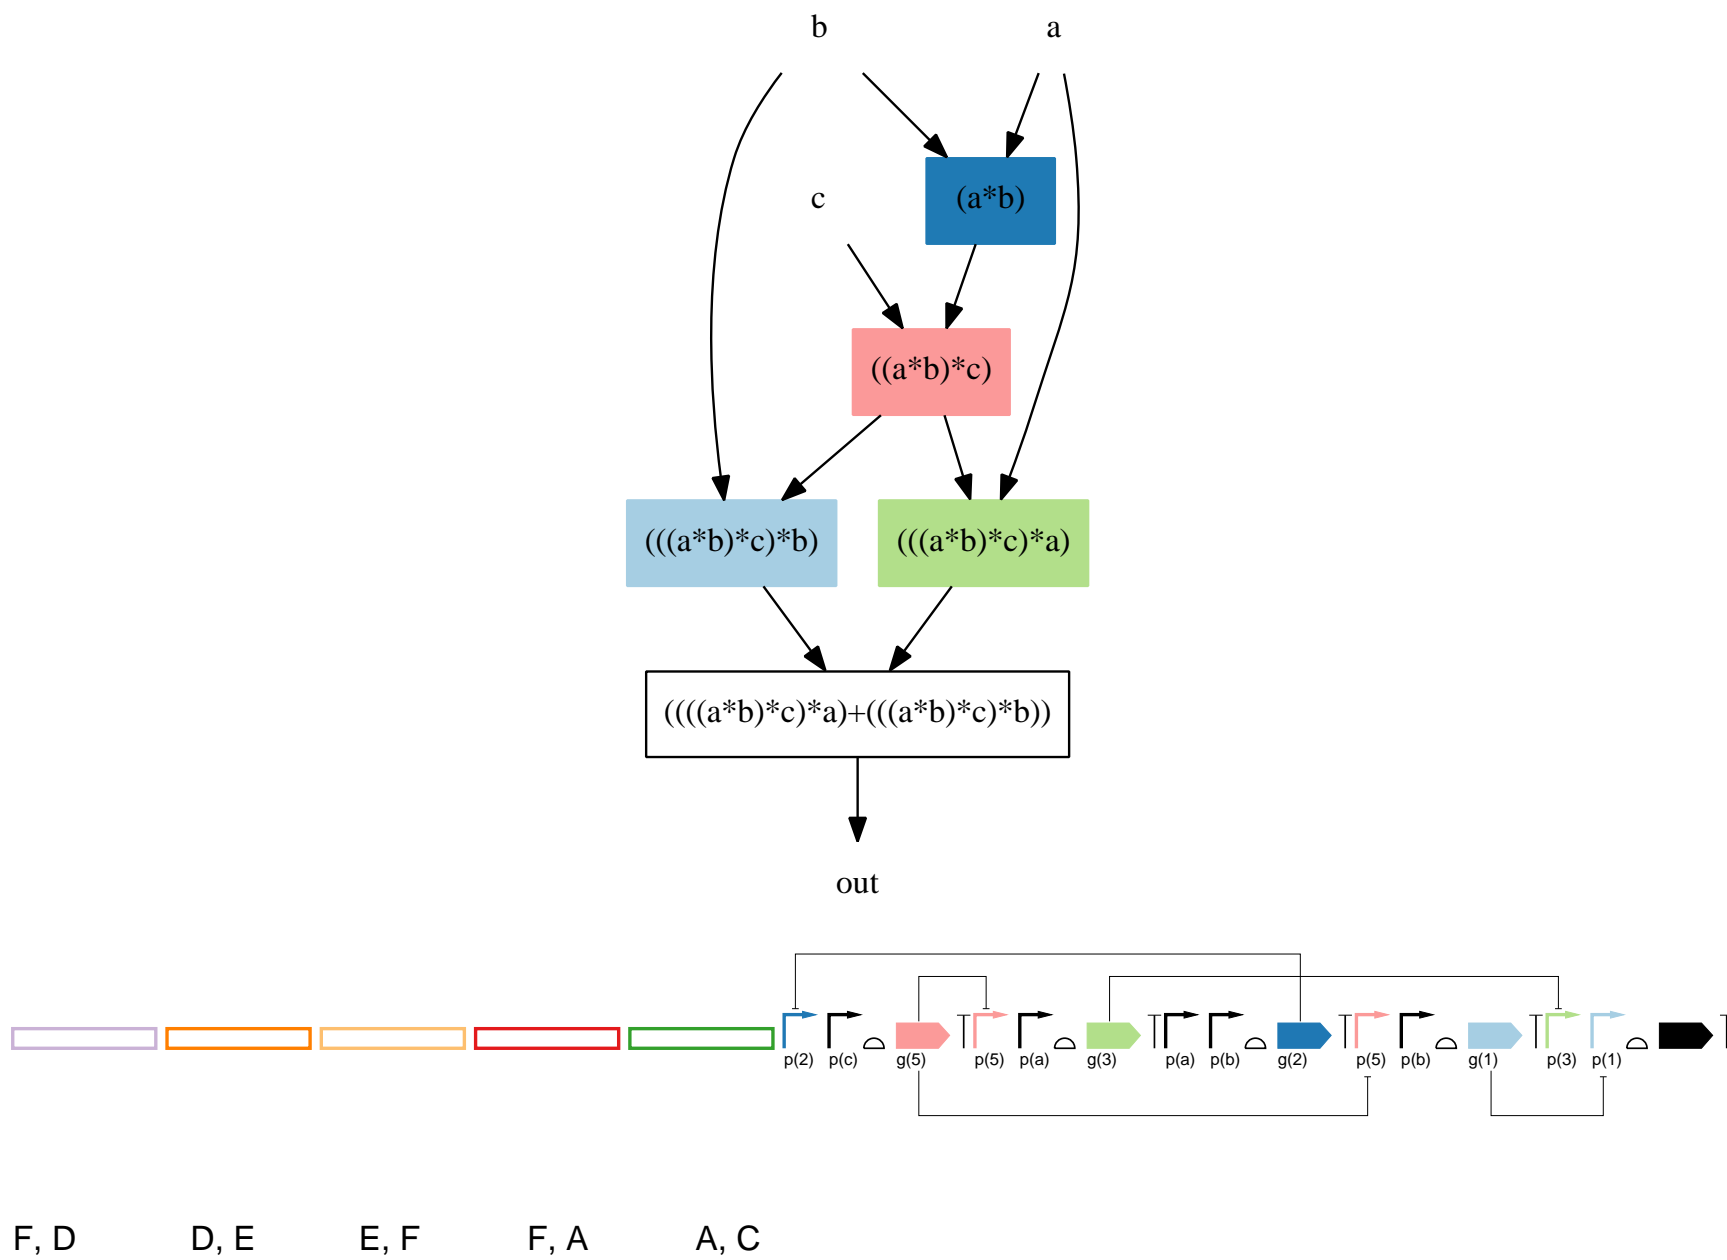 b a
c (a*b)
((a*b)*c)
(((a*b)*c)*b) (((a*b)*c)*a)
((((a*b)*c)*a)+(((a*b)*c)*b))
out
p(2) p(c) g(5) p(5) p(a) g(3) p(a) p(b) g(2) p(5) p(b) g(1) p(3) p(1)
F, D D, E E, F F, A A, C